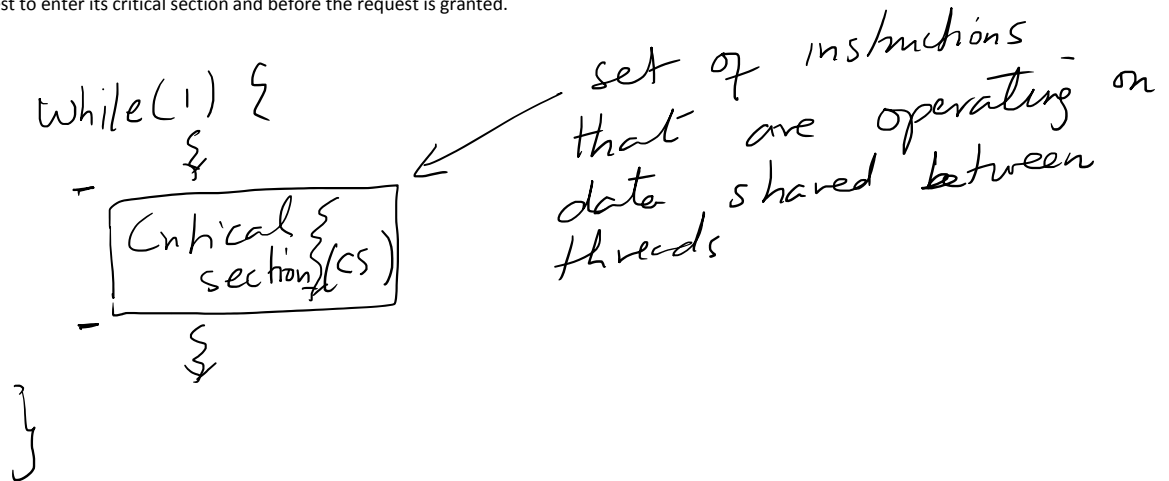 st to enter its critical section and before the request is granted.
while(1) {
Critical
section (CS)
}
set of instructions
that are operating on
data shared between
threads